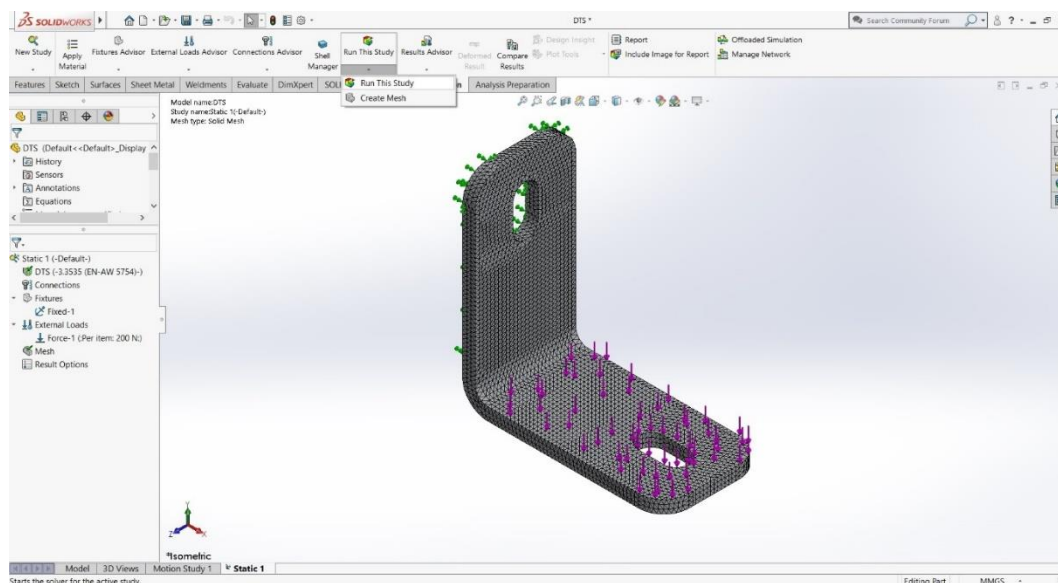 DS SOLIDWORKS
DTS *
Search Community Forum
New Study
Apply Material
Fixtures Advisor
External Loads Advisor
Connections Advisor
Shell Manager
Run This Study
Results Advisor
Deformed Result
Compare Results
Design Insight
Plot Tools
Report
Include Image for Report
Offloaded Simulation
Manage Network
Features
Sketch
Surfaces
Sheet Metal
Weldments
Evaluate
DimXpert
Analysis Preparation
Run This Study
Create Mesh
Model name:DTS
Study name:Static 1(-Default-)
Mesh type: Solid Mesh
DTS (Default<<Default>_Display
History
Sensors
Annotations
Equations
Static 1 (-Default-)
DTS (-3.3535 (EN-AW 5754)-)
Connections
Fixtures
Fixed-1
External Loads
Force-1 (:Per item: 200 N:)
Mesh
Result Options
Y
Z
X
*Isometric
Model
3D Views
Motion Study 1
Static 1
Starts the solver for the active study.
Editing Part
MMGS